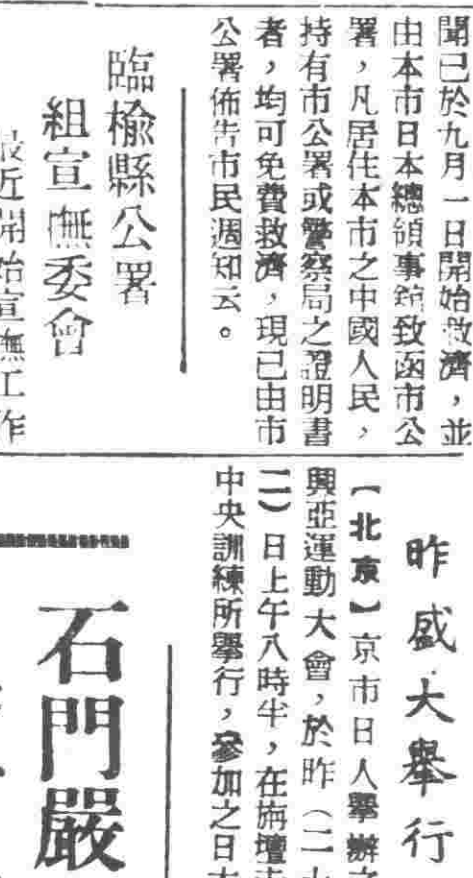 聞已於九月一日開始救濟，並
由本市日本總領事館致函市公
署，凡居住本市之中國人民，
持有市公署或警察局之證明書
者，均可免費救濟，現已由市
公署佈告市民週知云。
臨榆縣公署
組宣撫委會
最近開始宣撫工作
昨盛大舉行
【北京】京市日人舉辦之
興亞運動大會，於昨（二十
二）日上午八時半，在旃壇寺
中央訓練所舉行，參加之日本
石門嚴